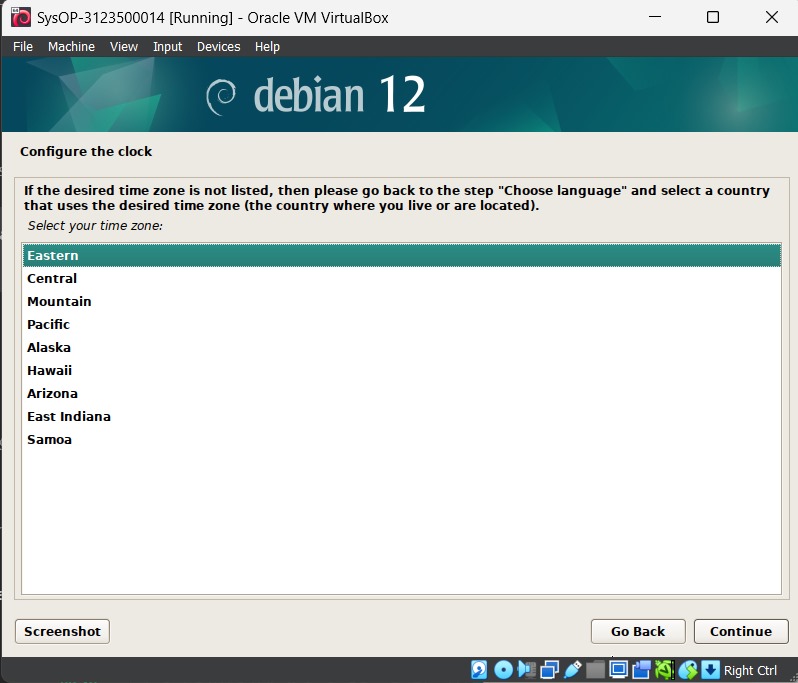 SysOP-3123500014 [Running] - Oracle VM VirtualBox
File Machine View Input Devices Help
debian 12
Configure the clock
If the desired time zone is not listed, then please go back to the step "Choose language" and select a country
that uses the desired time zone (the country where you live or are located).
Select your time zone:
Eastern
Central
Mountain
Pacific
Alaska
Hawaii
Arizona
East Indiana
Samoa
Screenshot Go Back Continue
Right Ctrl